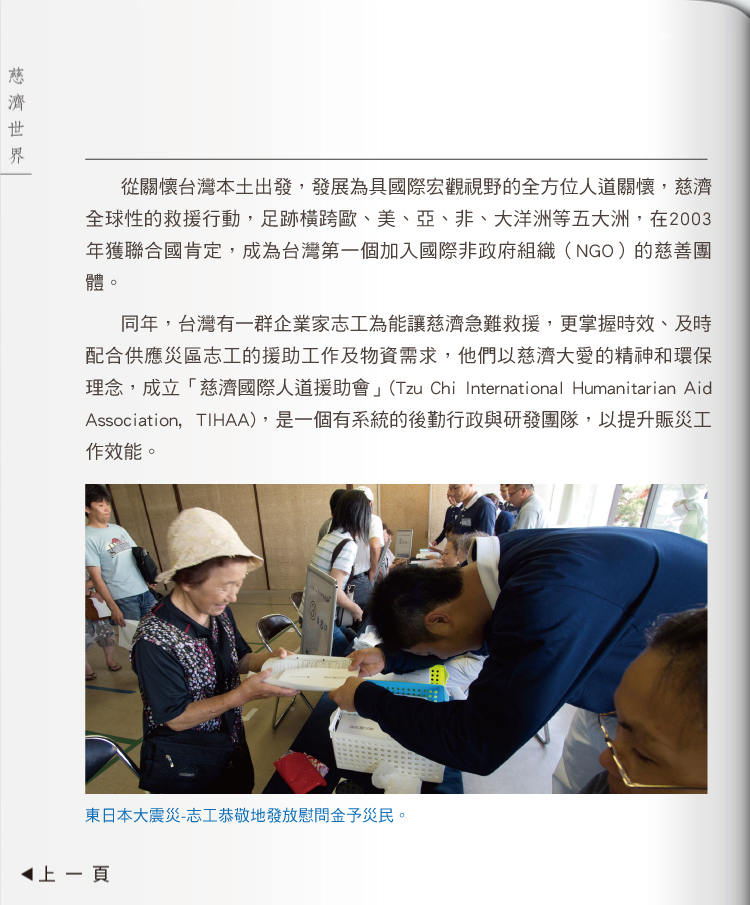 慈濟世界
從關懷台灣本土出發，發展為具國際宏觀視野的全方位人道關懷，慈濟
全球性的救援行動，足跡橫跨歐、美、亞、非、大洋洲等五大洲，在2003
年獲聯合國肯定，成為台灣第一個加入國際非政府組織（NGO）的慈善團
體。
同年，台灣有一群企業家志工為能讓慈濟急難救援，更掌握時效、及時
配合供應災區志工的援助工作及物資需求，他們以慈濟大愛的精神和環保
理念，成立「慈濟國際人道援助會」(Tzu Chi International Humanitarian Aid
Association, TIHAA)，是一個有系統的後勤行政與研發團隊，以提升賑災工
作效能。
東日本大震災-志工恭敬地發放慰問金予災民。
◀上一頁